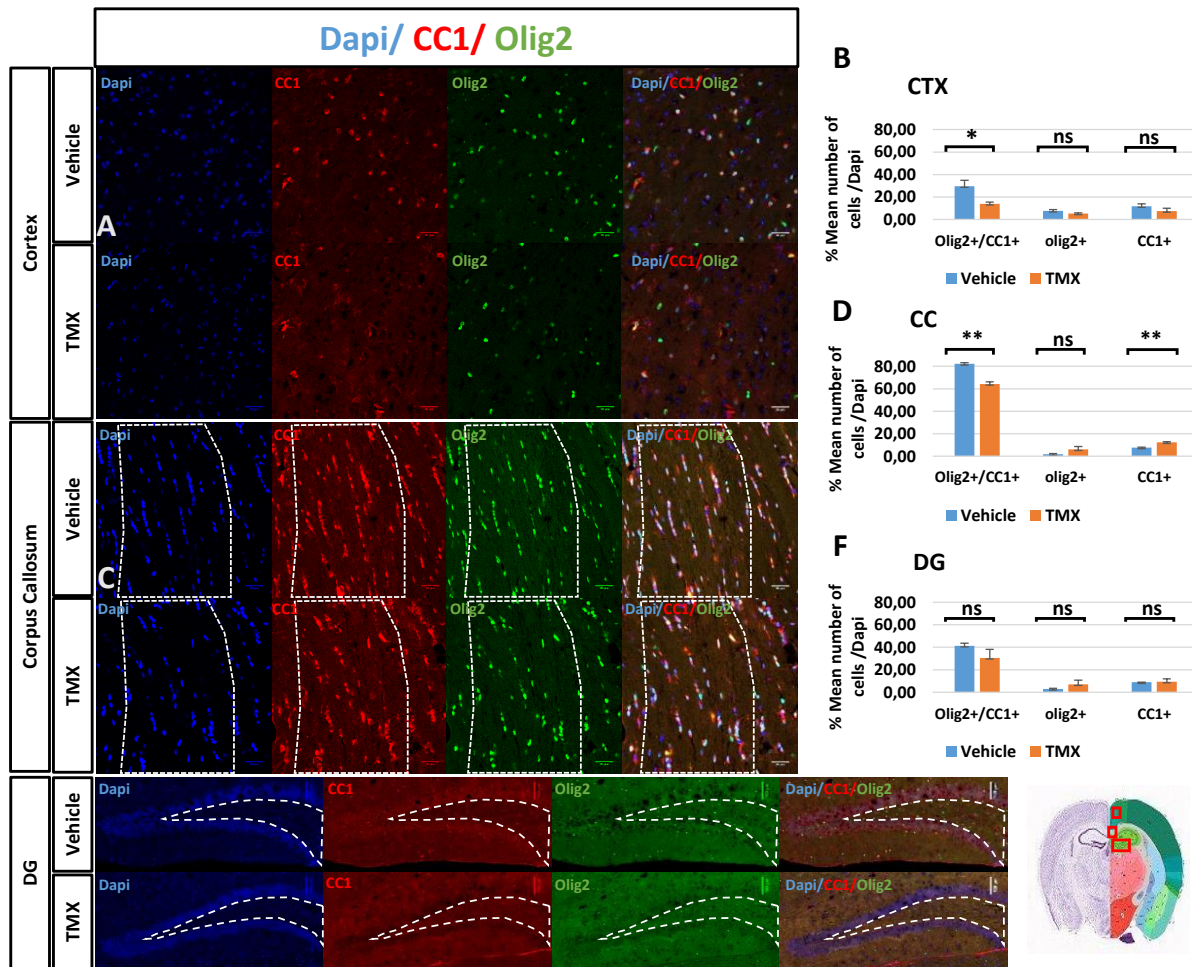 Dapi/ CC1/ Olig2
Cortex
Vehicle
Dapi
CC1
Olig2
Dapi/CC1/Olig2
A
TMX
Dapi
CC1
Olig2
Dapi/CC1/Olig2
Corpus Callosum
Vehicle
Dapi
CC1
Olig2
Dapi/CC1/Olig2
C
TMX
Dapi
CC1
Olig2
Dapi/CC1/Olig2
DG
Vehicle
Dapi
CC1
Olig2
Dapi/CC1/Olig2
TMX
Dapi
CC1
Olig2
Dapi/CC1/Olig2
B
CTX
% Mean number of
cells /Dapi
80,00
60,00
40,00
20,00
0,00
* ns ns
Olig2+/CC1+ olig2+ CC1+
Vehicle TMX
D
CC
% Mean number of
cells /Dapi
80,00
60,00
40,00
20,00
0,00
** ns **
Olig2+/CC1+ olig2+ CC1+
Vehicle TMX
F
DG
% Mean number of
cells /Dapi
80,00
60,00
40,00
20,00
0,00
ns ns ns
Olig2+/CC1+ olig2+ CC1+
Vehicle TMX